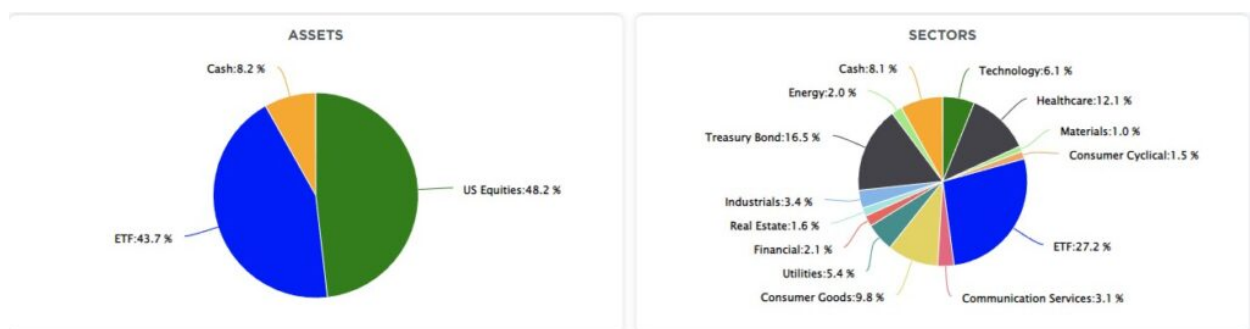 ASSETS
Cash:8.2 %
US Equities:48.2 %
ETF:43.7 %
SECTORS
Cash:8.1 %
Technology:6.1 %
Energy:2.0 %
Healthcare:12.1 %
Materials:1.0 %
Treasury Bond:16.5 %
Consumer Cyclical:1.5 %
Industrials:3.4 %
Real Estate:1.6 %
Financial:2.1 %
ETF:27.2 %
Utilities:5.4 %
Consumer Goods:9.8 %
Communication Services:3.1 %